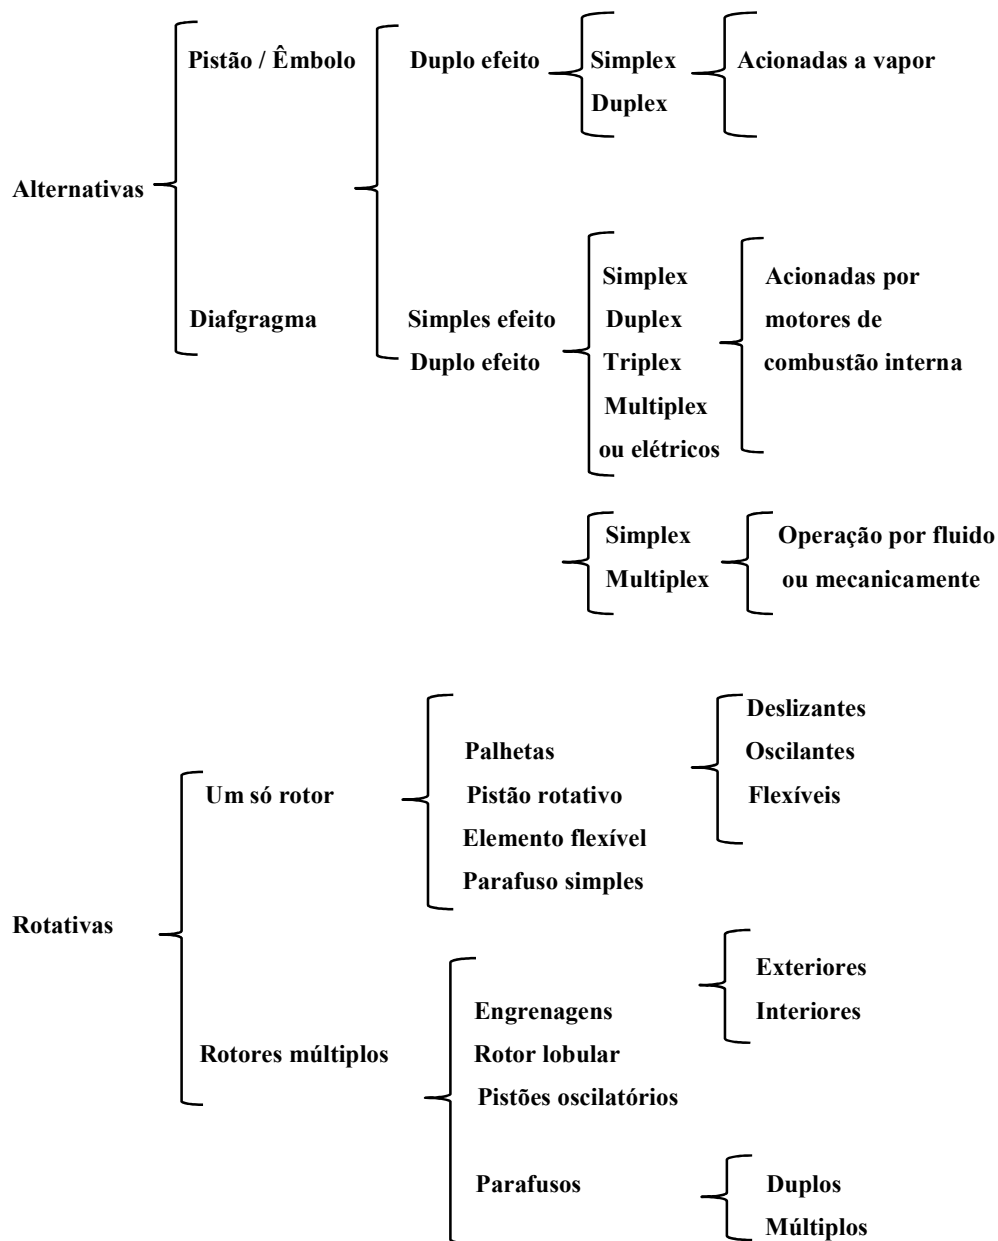 Pistão / Êmbolo
Duplo efeito
Simplex
Duplex
Acionadas a vapor
Alternativas
Diafgragma
Simples efeito
Duplo efeito
Simplex
Duplex
Triplex
Multiplex
ou elétricos
Acionadas por
motores de
combustão interna
Simplex
Multiplex
Operação por fluido
ou mecanicamente
Rotativas
Um só rotor
Palhetas
Pistão rotativo
Elemento flexível
Parafuso simples
Deslizantes
Oscilantes
Flexíveis
Rotores múltiplos
Engrenagens
Rotor lobular
Pistões oscilatórios
Parafusos
Exteriores
Interiores
Duplos
Múltiplos